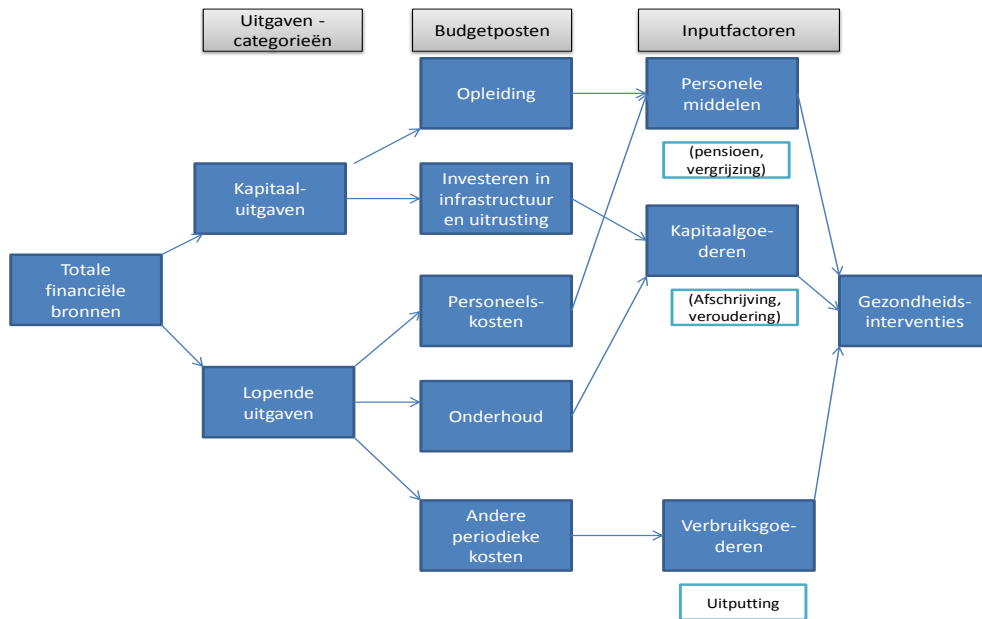 Uitgaven -
categorieën
Budgetposten
Inputfactoren
Opleiding
Personele
middelen
(pensioen,
vergrijzing)
Kapitaal-
uitgaven
Investeren in
infrastructuur
en uitrusting
Kapitaalgoe-
deren
(Afschrijving,
veroudering)
Totale
financiële
bronnen
Personeels-
kosten
Gezondheids-
interventies
Lopende
uitgaven
Onderhoud
Andere
periodieke
kosten
Verbruiksgoe-
deren
Uitputting